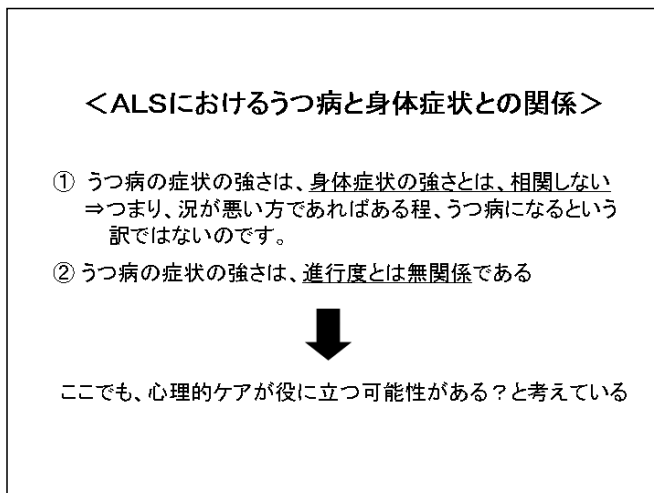 ＜ALSにおけるうつ病と身体症状との関係＞
① うつ病の症状の強さは、身体症状の強さとは、相関しない
⇒つまり、況が悪い方であればある程、うつ病になるという
訳ではないのです。
② うつ病の症状の強さは、進行度とは無関係である
ここでも、心理的ケアが役に立つ可能性がある？と考えている